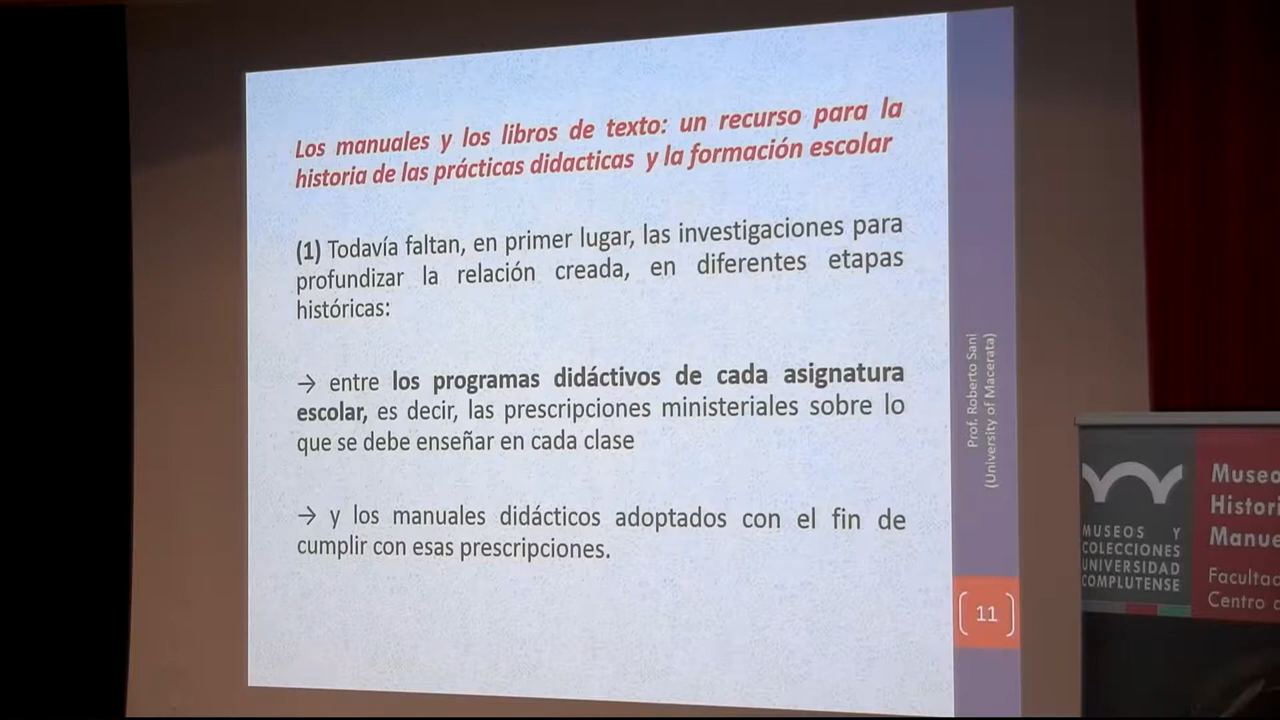 Los manuales y los libros de texto: un recurso para la
historia de las prácticas didacticas y la formación escolar
(1) Todavía faltan, en primer lugar, las investigaciones para
profundizar la relación creada, en diferentes etapas
históricas:
→ entre los programas didáctivos de cada asignatura
escolar, es decir, las prescripciones ministeriales sobre lo
que se debe enseñar en cada clase
→ y los manuales didácticos adoptados con el fin de
cumplir con esas prescripciones.
Prof. Roberto Sani
(University of Macerata)
11
MUSEOS Y
COLECCIONES
UNIVERSIDAD
COMPLUTENSE
Museo
Histori
Manue
Facultad
Centro